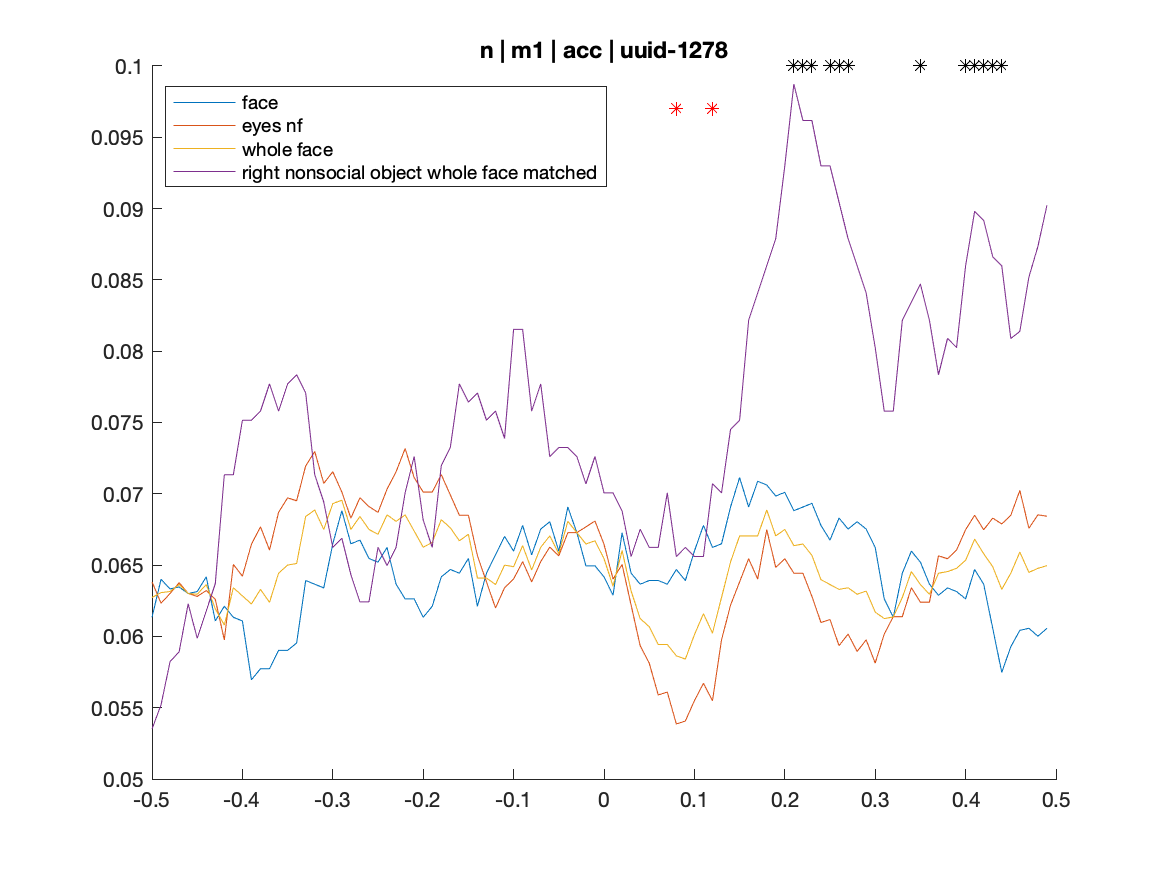 n | m1 | acc | uuid-1278
0.1
0.095
0.09
0.085
0.08
0.075
0.07
0.065
0.06
0.055
0.05
face
eyes nf
whole face
right nonsocial object whole face matched
-0.5 -0.4 -0.3 -0.2 -0.1 0 0.1 0.2 0.3 0.4 0.5